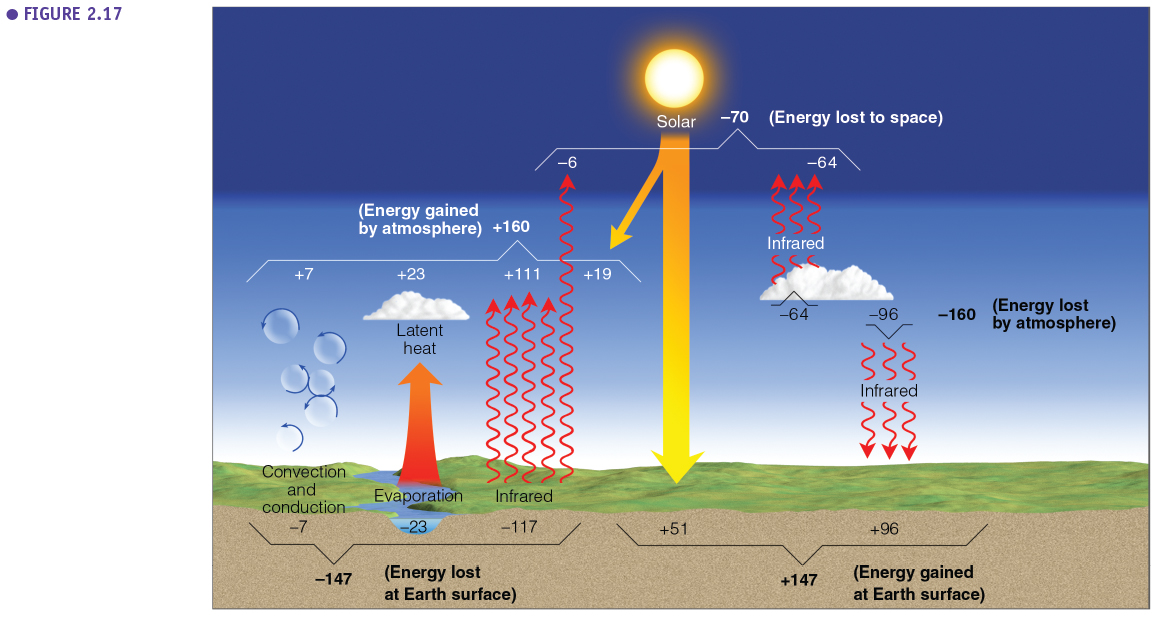 ● FIGURE 2.17
Solar
–70 (Energy lost to space)
–6
–64
(Energy gained
by atmosphere) +160
+7
+23
+111
+19
Infrared
–64
–96
–160
(Energy lost
by atmosphere)
Latent
heat
Infrared
Convection
and
conduction
Evaporation
Infrared
–7
–23
–117
+51
+96
–147
(Energy lost
at Earth surface)
+147
(Energy gained
at Earth surface)